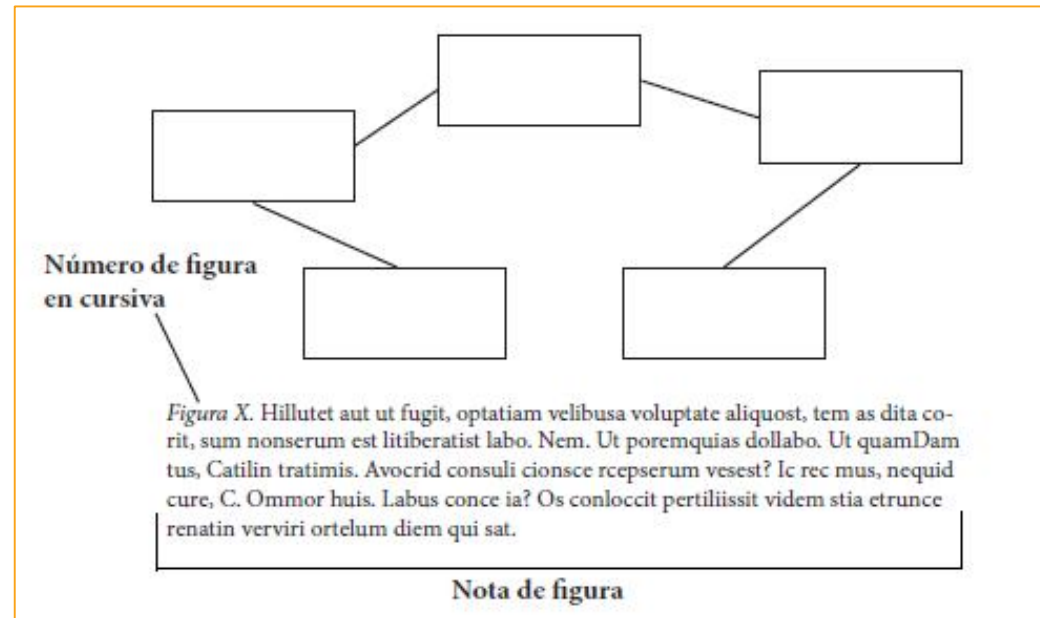 Número de figura
en cursiva
Figura X. Hillutet aut ut fugit, optatiam velibusa voluptate aliquost, tem as dita co-
rit, sum nonserum est litiberatist labo. Nem. Ut poremquias dollabo. Ut quamDam
tus, Catilin tratimis. Avocrid consuli cionsce rcepserum vesest? Ic rec mus, nequid
cure, C. Ommor huis. Labus conce ia? Os conloccit pertiliissit videm stia etrunce
renatin verviri ortelum diem qui sat.
Nota de figura